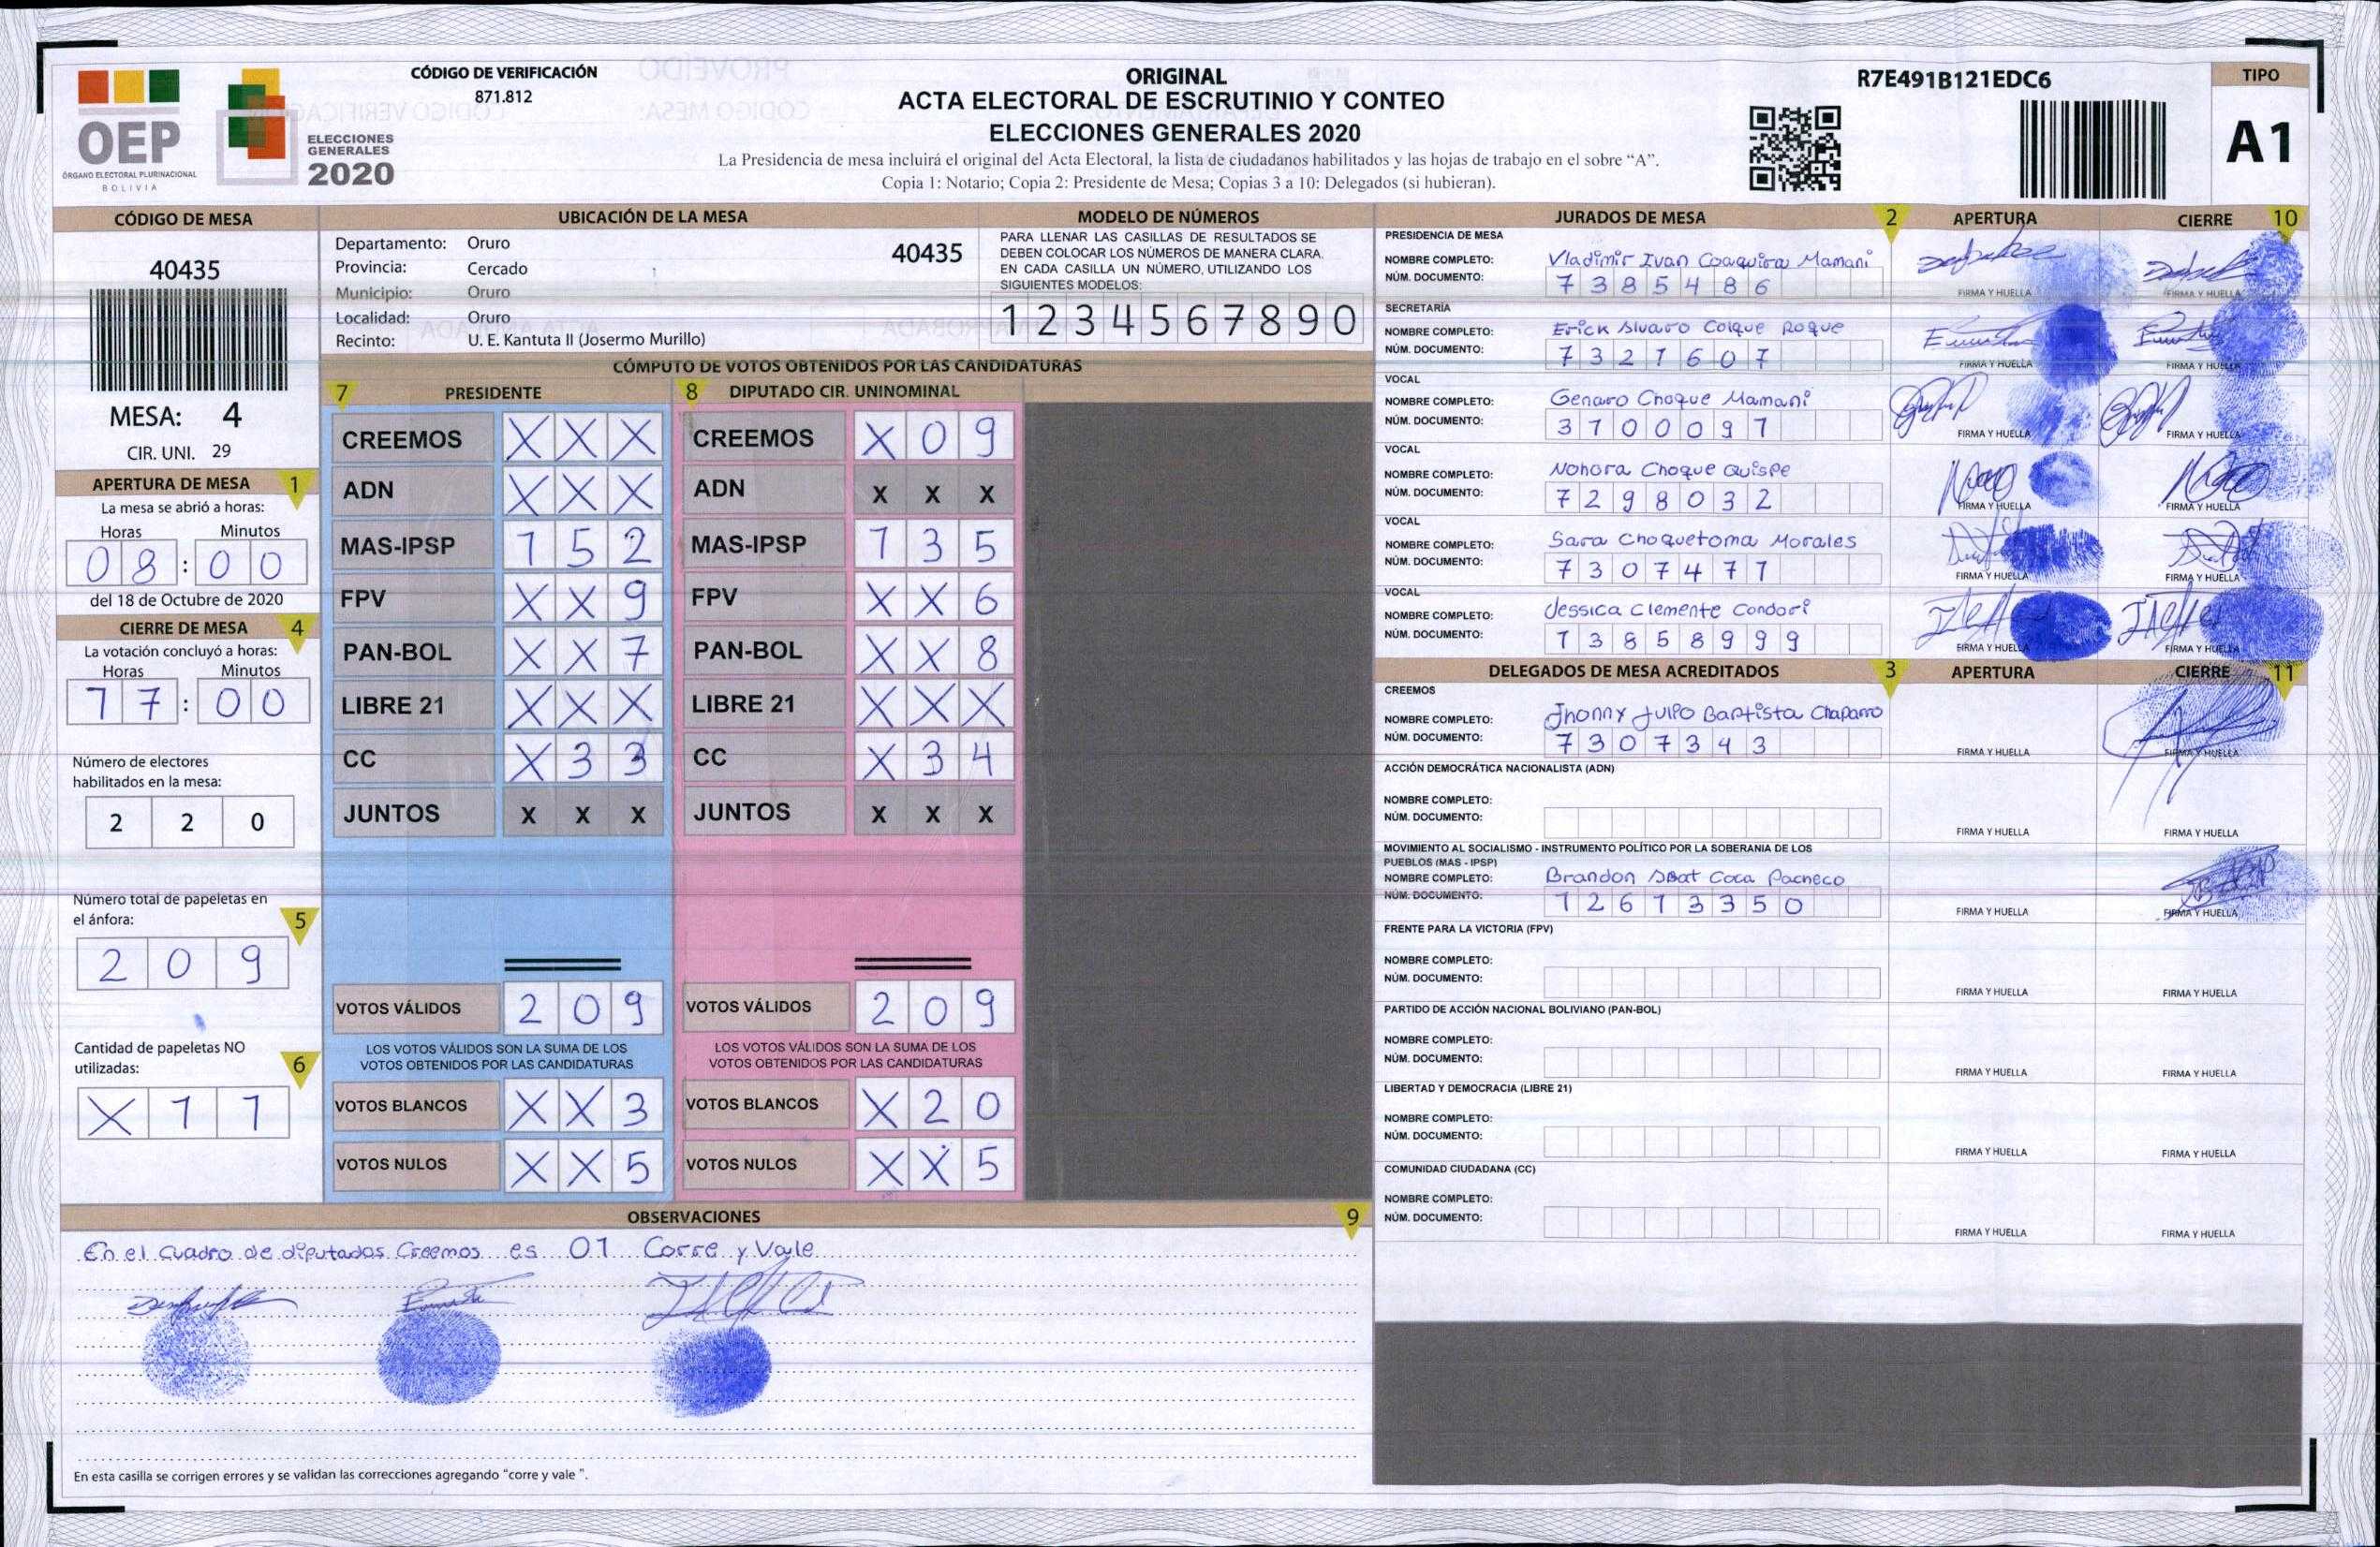 CÓDIGO DE VERIFICACIÓN
871.812
OEP
ÓRGANO ELECTORAL PLURINACIONAL
BOLIVIA
ELECCIONES
GENERALES
2020
ORIGINAL
ACTA ELECTORAL DE ESCRUTINIO Y CONTEO
ELECCIONES GENERALES 2020
La Presidencia de mesa incluirá el original del Acta Electoral, la lista de ciudadanos habilitados y las hojas de trabajo en el sobre “A”.
Copia 1: Notario; Copia 2: Presidente de Mesa; Copias 3 a 10: Delegados (si hubieran).
R7E491B121EDC6
TIPO
A1
CÓDIGO DE MESA
40435
MESA: 4
CIR. UNI. 29
APERTURA DE MESA 1
La mesa se abrió a horas:
Horas Minutos
08:00
del 18 de Octubre de 2020
CIERRE DE MESA 4
La votación concluyó a horas:
Horas Minutos
17:00
Número de electores
habilitados en la mesa:
2 2 0
Número total de papeletas en
el ánfora: 5
2 0 9
Cantidad de papeletas NO
utilizadas: 6
X 1 1
UBICACIÓN DE LA MESA
Departamento: Oruro
40435
Provincia: Cercado
Municipio: Oruro
Localidad: Oruro
Recinto: U. E. Kantuta II (Josermo Murillo)
MODELO DE NÚMEROS
PARA LLENAR LAS CASILLAS DE RESULTADOS SE
DEBEN COLOCAR LOS NÚMEROS DE MANERA CLARA.
EN CADA CASILLA UN NÚMERO, UTILIZANDO LOS
SIGUIENTES MODELOS:
1 2 3 4 5 6 7 8 9 0
CÓMPUTO DE VOTOS OBTENIDOS POR LAS CANDIDATURAS
7 PRESIDENTE
CREEMOS X X X
ADN X X X
MAS-IPSP 1 5 2
FPV X X 9
PAN-BOL X X 7
LIBRE 21 X X X
CC X 3 3
JUNTOS X X X
VOTOS VÁLIDOS 2 0 9
LOS VOTOS VÁLIDOS SON LA SUMA DE LOS
VOTOS OBTENIDOS POR LAS CANDIDATURAS
VOTOS BLANCOS X X 3
VOTOS NULOS X X 5
8 DIPUTADO CIR. UNINOMINAL
CREEMOS X 0 9
ADN X X X
MAS-IPSP 1 3 5
FPV X X 6
PAN-BOL X X 8
LIBRE 21 X X X
CC X 3 4
JUNTOS X X X
VOTOS VÁLIDOS 2 0 9
LOS VOTOS VÁLIDOS SON LA SUMA DE LOS
VOTOS OBTENIDOS POR LAS CANDIDATURAS
VOTOS BLANCOS X 2 0
VOTOS NULOS X X 5
OBSERVACIONES 9
En el cuadro de diputados Creemos es 01 Corre y Vale
En esta casilla se corrigen errores y se validan las correcciones agregando “corre y vale ”.
JURADOS DE MESA 2 APERTURA CIERRE 10
PRESIDENCIA DE MESA
NOMBRE COMPLETO: Vladimir Ivan Coaquira Mamani
NÚM. DOCUMENTO: 7385486
FIRMA Y HUELLA FIRMA Y HUELLA
SECRETARÍA
NOMBRE COMPLETO: Erick Alvaro Colque Roque
NÚM. DOCUMENTO: 7321607
FIRMA Y HUELLA FIRMA Y HUELLA
VOCAL
NOMBRE COMPLETO: Genaro Choque Mamani
NÚM. DOCUMENTO: 3100097
FIRMA Y HUELLA FIRMA Y HUELLA
VOCAL
NOMBRE COMPLETO: Nohora Choque Quispe
NÚM. DOCUMENTO: 7298032
FIRMA Y HUELLA FIRMA Y HUELLA
VOCAL
NOMBRE COMPLETO: Sara Choquetoma Morales
NÚM. DOCUMENTO: 7307471
FIRMA Y HUELLA FIRMA Y HUELLA
VOCAL
NOMBRE COMPLETO: Jessica Clemente Condori
NÚM. DOCUMENTO: 13858999
FIRMA Y HUELLA FIRMA Y HUELLA
DELEGADOS DE MESA ACREDITADOS 3 APERTURA CIERRE 11
CREEMOS
NOMBRE COMPLETO: Jhonny Julio Baptista Chaparro
NÚM. DOCUMENTO: 7307343
FIRMA Y HUELLA FIRMA Y HUELLA
ACCIÓN DEMOCRÁTICA NACIONALISTA (ADN)
NOMBRE COMPLETO:
NÚM. DOCUMENTO:
FIRMA Y HUELLA FIRMA Y HUELLA
MOVIMIENTO AL SOCIALISMO - INSTRUMENTO POLÍTICO POR LA SOBERANIA DE LOS
PUEBLOS (MAS - IPSP)
NOMBRE COMPLETO: Brandon Coca Pacheco
NÚM. DOCUMENTO: 12613350
FIRMA Y HUELLA FIRMA Y HUELLA
FRENTE PARA LA VICTORIA (FPV)
NOMBRE COMPLETO:
NÚM. DOCUMENTO:
FIRMA Y HUELLA FIRMA Y HUELLA
PARTIDO DE ACCIÓN NACIONAL BOLIVIANO (PAN-BOL)
NOMBRE COMPLETO:
NÚM. DOCUMENTO:
FIRMA Y HUELLA FIRMA Y HUELLA
LIBERTAD Y DEMOCRACIA (LIBRE 21)
NOMBRE COMPLETO:
NÚM. DOCUMENTO:
FIRMA Y HUELLA FIRMA Y HUELLA
COMUNIDAD CIUDADANA (CC)
NOMBRE COMPLETO:
NÚM. DOCUMENTO:
FIRMA Y HUELLA FIRMA Y HUELLA